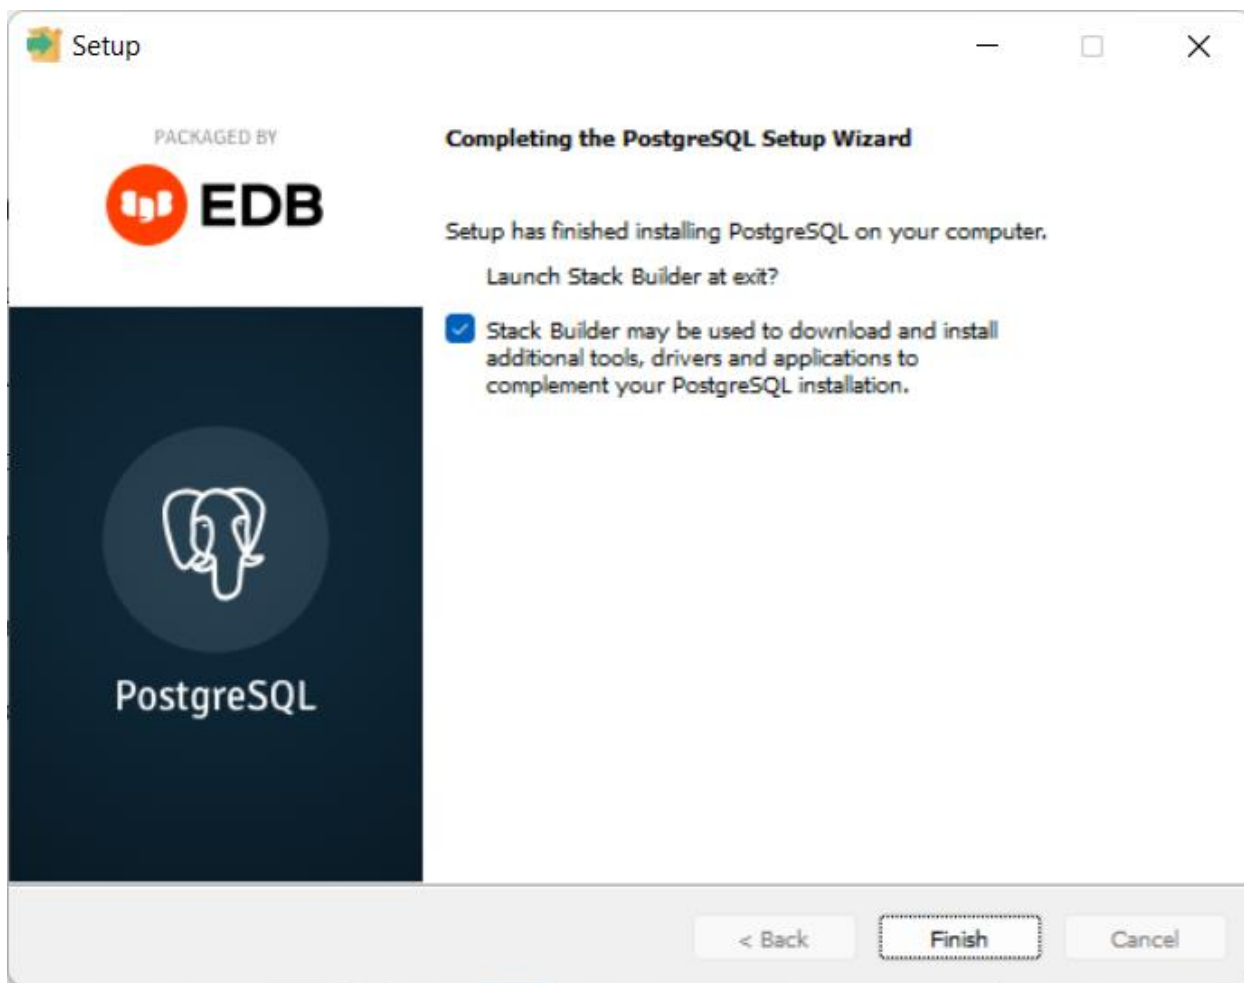 Setup
PACKAGED BY
EDB
Completing the PostgreSQL Setup Wizard
Setup has finished installing PostgreSQL on your computer.
Launch Stack Builder at exit?
Stack Builder may be used to download and install
additional tools, drivers and applications to
complement your PostgreSQL installation.
PostgreSQL
< Back
Finish
Cancel